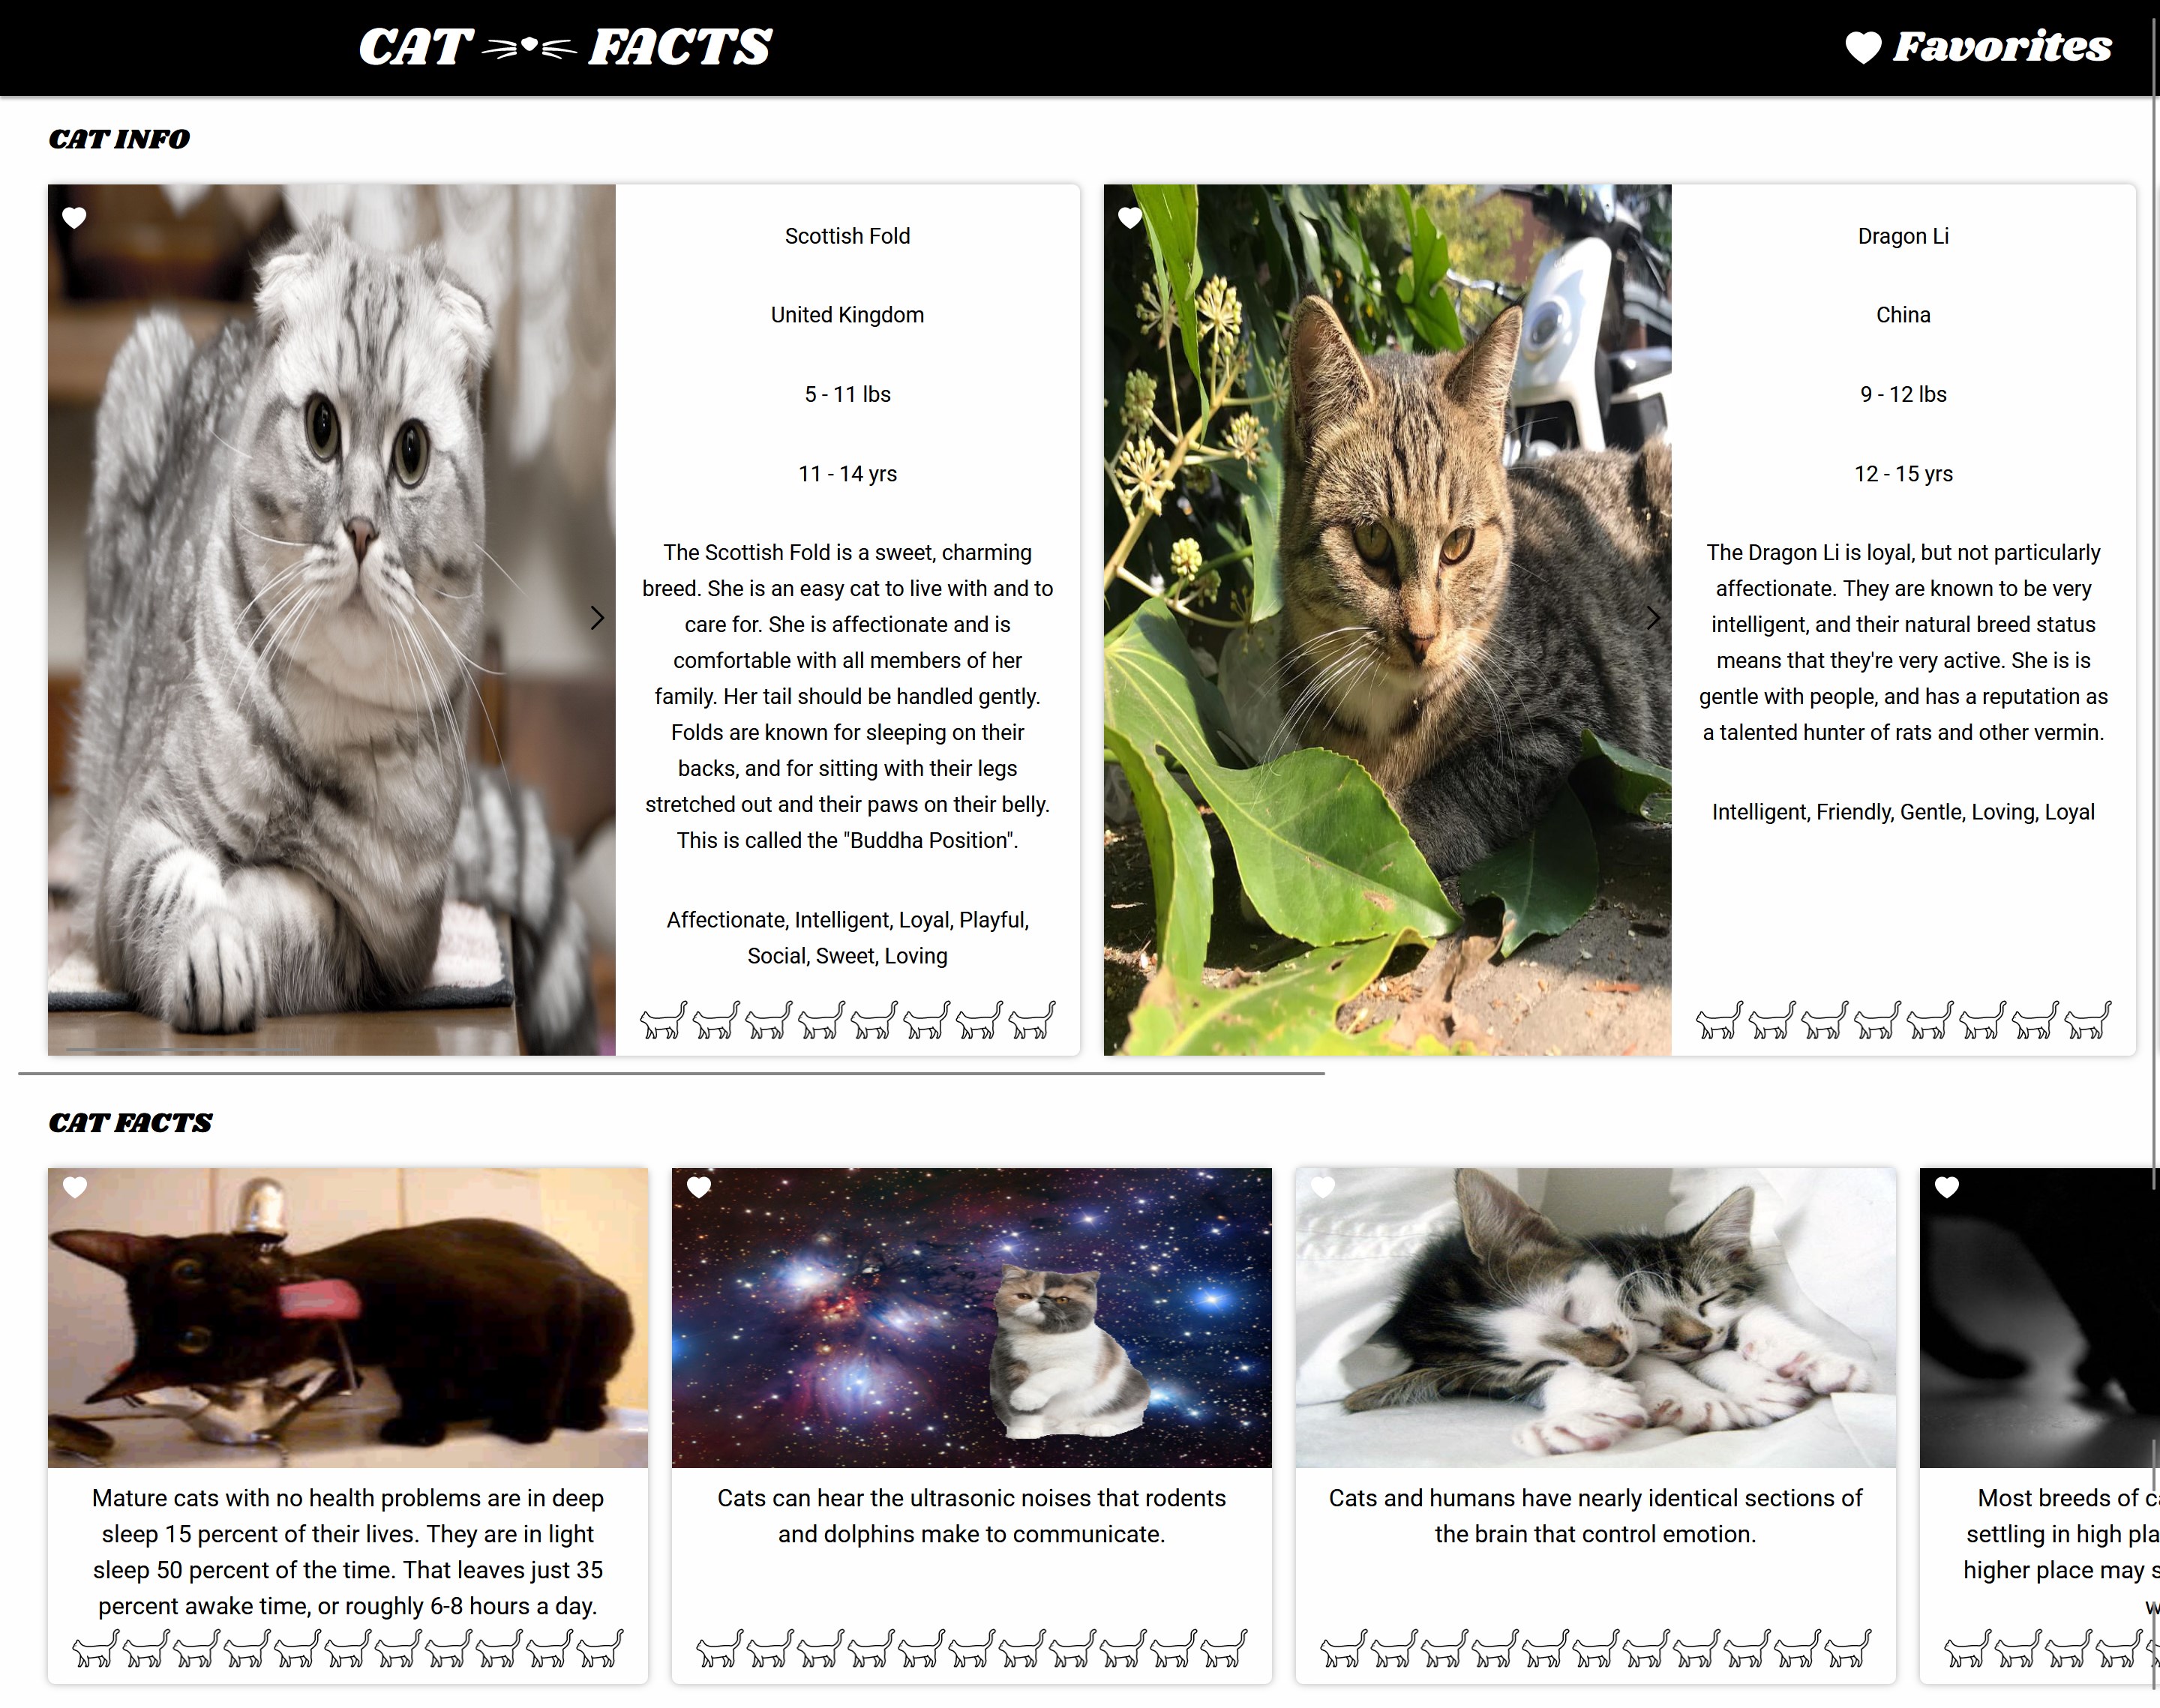 CAT FACTS
Favorites
CAT INFO
Scottish Fold
United Kingdom
5 - 11 lbs
11 - 14 yrs
The Scottish Fold is a sweet, charming
breed. She is an easy cat to live with and to
care for. She is affectionate and is
comfortable with all members of her
family. Her tail should be handled gently.
Folds are known for sleeping on their
backs, and for sitting with their legs
stretched out and their paws on their belly.
This is called the "Buddha Position".
Affectionate, Intelligent, Loyal, Playful,
Social, Sweet, Loving
Dragon Li
China
9 - 12 lbs
12 - 15 yrs
The Dragon Li is loyal, but not particularly
affectionate. They are known to be very
intelligent, and their natural breed status
means that they're very active. She is is
gentle with people, and has a reputation as
a talented hunter of rats and other vermin.
Intelligent, Friendly, Gentle, Loving, Loyal
CAT FACTS
Mature cats with no health problems are in deep
sleep 15 percent of their lives. They are in light
sleep 50 percent of the time. That leaves just 35
percent awake time, or roughly 6-8 hours a day.
Cats can hear the ultrasonic noises that rodents
and dolphins make to communicate.
Cats and humans have nearly identical sections of
the brain that control emotion.
Most breeds of
settling in high
higher place may